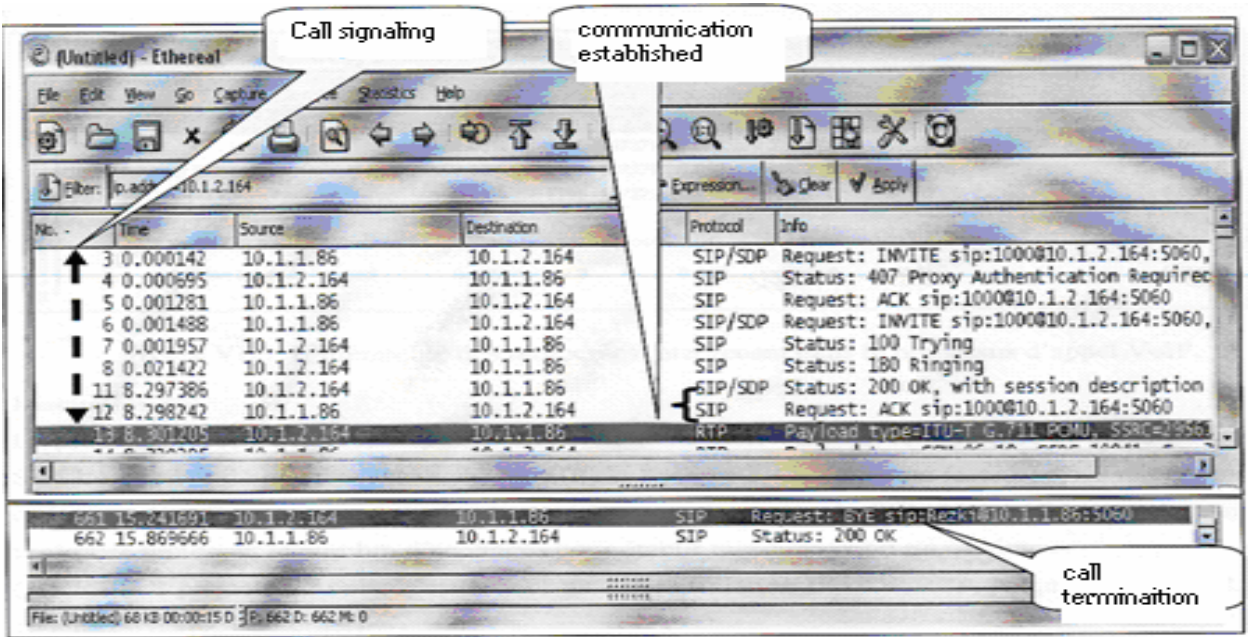 Call signaling
communication
established
(Untitled) - Ethereal
File Edit View Go Capture Statistics Help
Filter: 10.1.2.164 Expression... Clear Apply
No. - Time Source Destination Protocol Info
3 0.000142 10.1.1.86 10.1.2.164 SIP/SDP Request: INVITE sip:1000@10.1.2.164:5060,
4 0.000695 10.1.2.164 10.1.1.86 SIP Status: 407 Proxy Authentication Required
5 0.001281 10.1.1.86 10.1.2.164 SIP Request: ACK sip:1000@10.1.2.164:5060
6 0.001488 10.1.1.86 10.1.2.164 SIP/SDP Request: INVITE sip:1000@10.1.2.164:5060,
7 0.001957 10.1.2.164 10.1.1.86 SIP Status: 100 Trying
8 0.021422 10.1.2.164 10.1.1.86 SIP Status: 180 Ringing
11 8.297386 10.1.2.164 10.1.1.86 SIP/SDP Status: 200 OK, with session description
12 8.298242 10.1.1.86 10.1.2.164 SIP Request: ACK sip:1000@10.1.2.164:5060
13 8.301205 10.1.2.164 10.1.1.86 RTP Payload type=ITU-T G.711 PCMU,
661 15.241691 10.1.2.164 10.1.1.86 SIP Request: BYE sip:Rezki@10.1.1.86:5060
662 15.869666 10.1.1.86 10.1.2.164 SIP Status: 200 OK
call
terminaition
File: (Untitled) 68 KB 00:00:15 P: 662 D: 662 M: 0